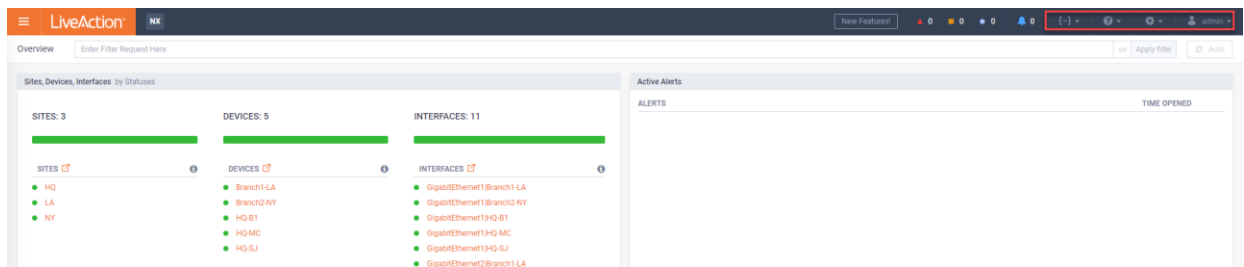 LiveAction NX New Features! 0 0 0 0 {--} admin
Overview Enter Filter Request Here </> Apply filter Auto
Sites, Devices, Interfaces by Statuses
Active Alerts
ALERTS TIME OPENED
SITES: 3 DEVICES: 5 INTERFACES: 11
SITES DEVICES INTERFACES
HQ Branch1-LA GigabitEthernet1|Branch1-LA
LA Branch2-NY GigabitEthernet1|Branch2-NY
NY HQ-B1 GigabitEthernet1|HQ-B1
HQ-MC GigabitEthernet1|HQ-MC
HQ-SJ GigabitEthernet1|HQ-SJ
GigabitEthernet2|Branch1-LA